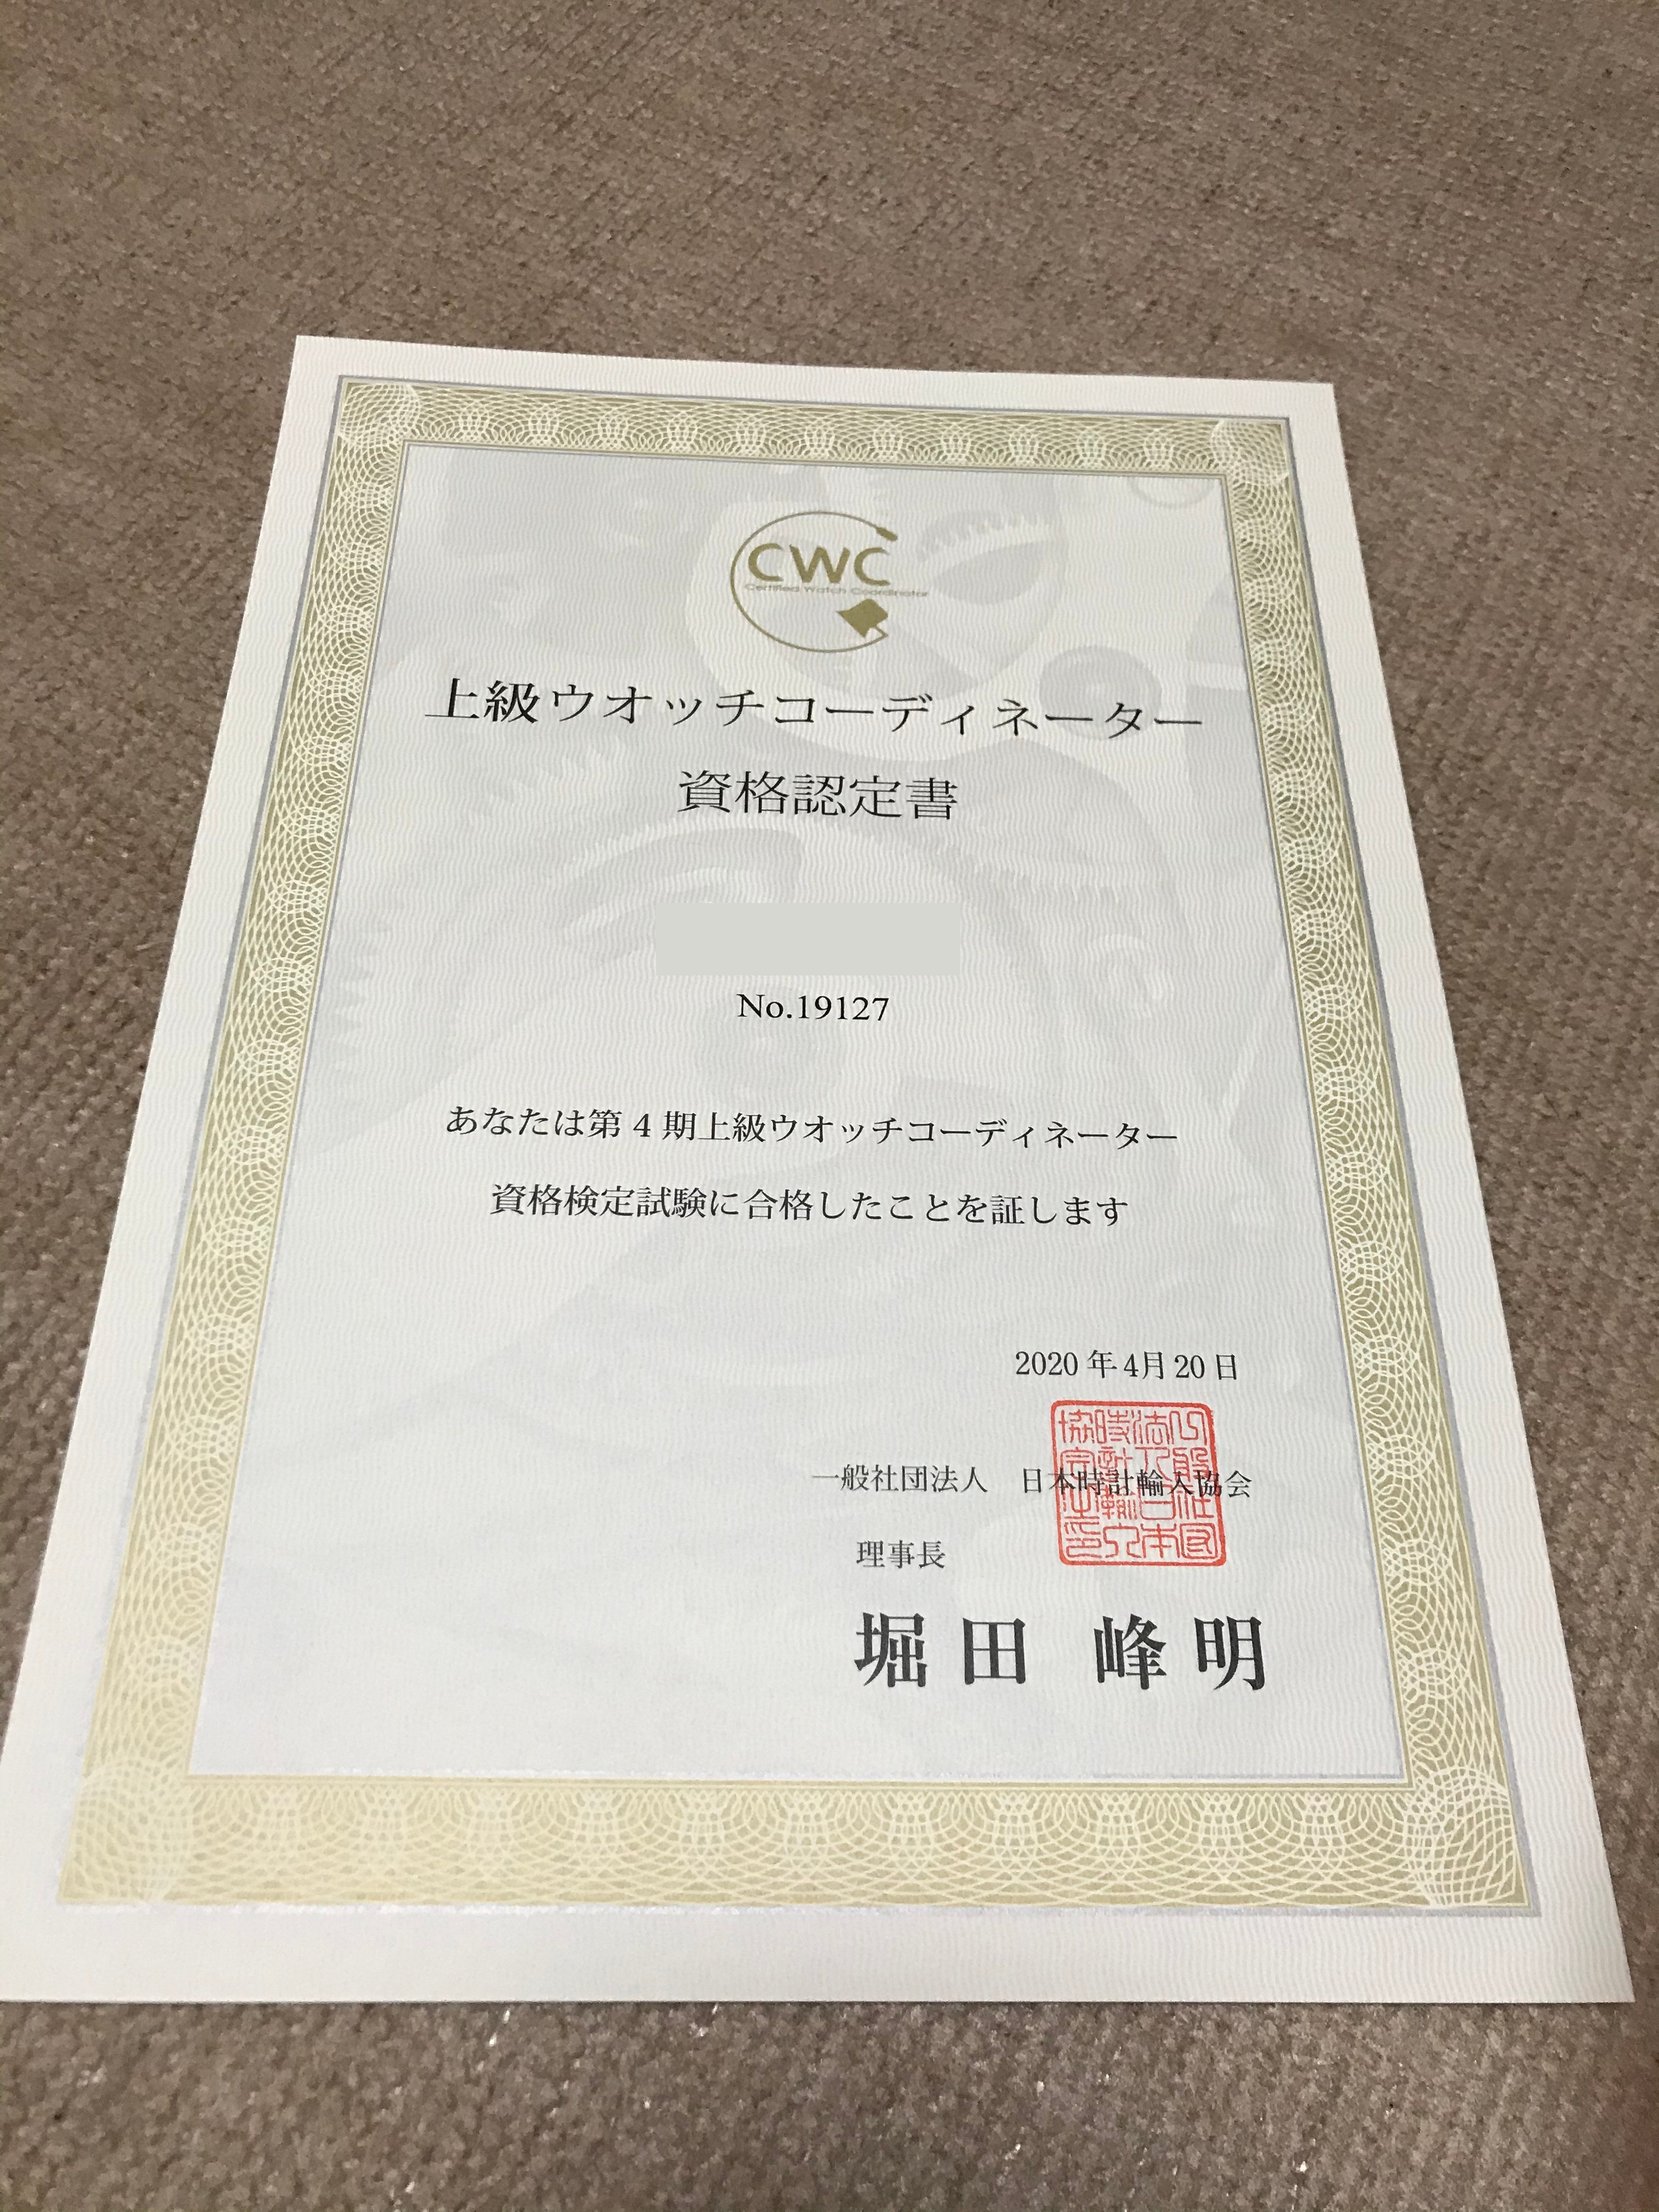 CWC
Certified Watch Coordinator
上級ウオッチコーディネーター
資格認定書
No.19127
あなたは第4期上級ウオッチコーディネーター
資格検定試験に合格したことを証します
2020年4月20日
一般社団法人 日本時計輸入協会
理事長
堀田 峰明